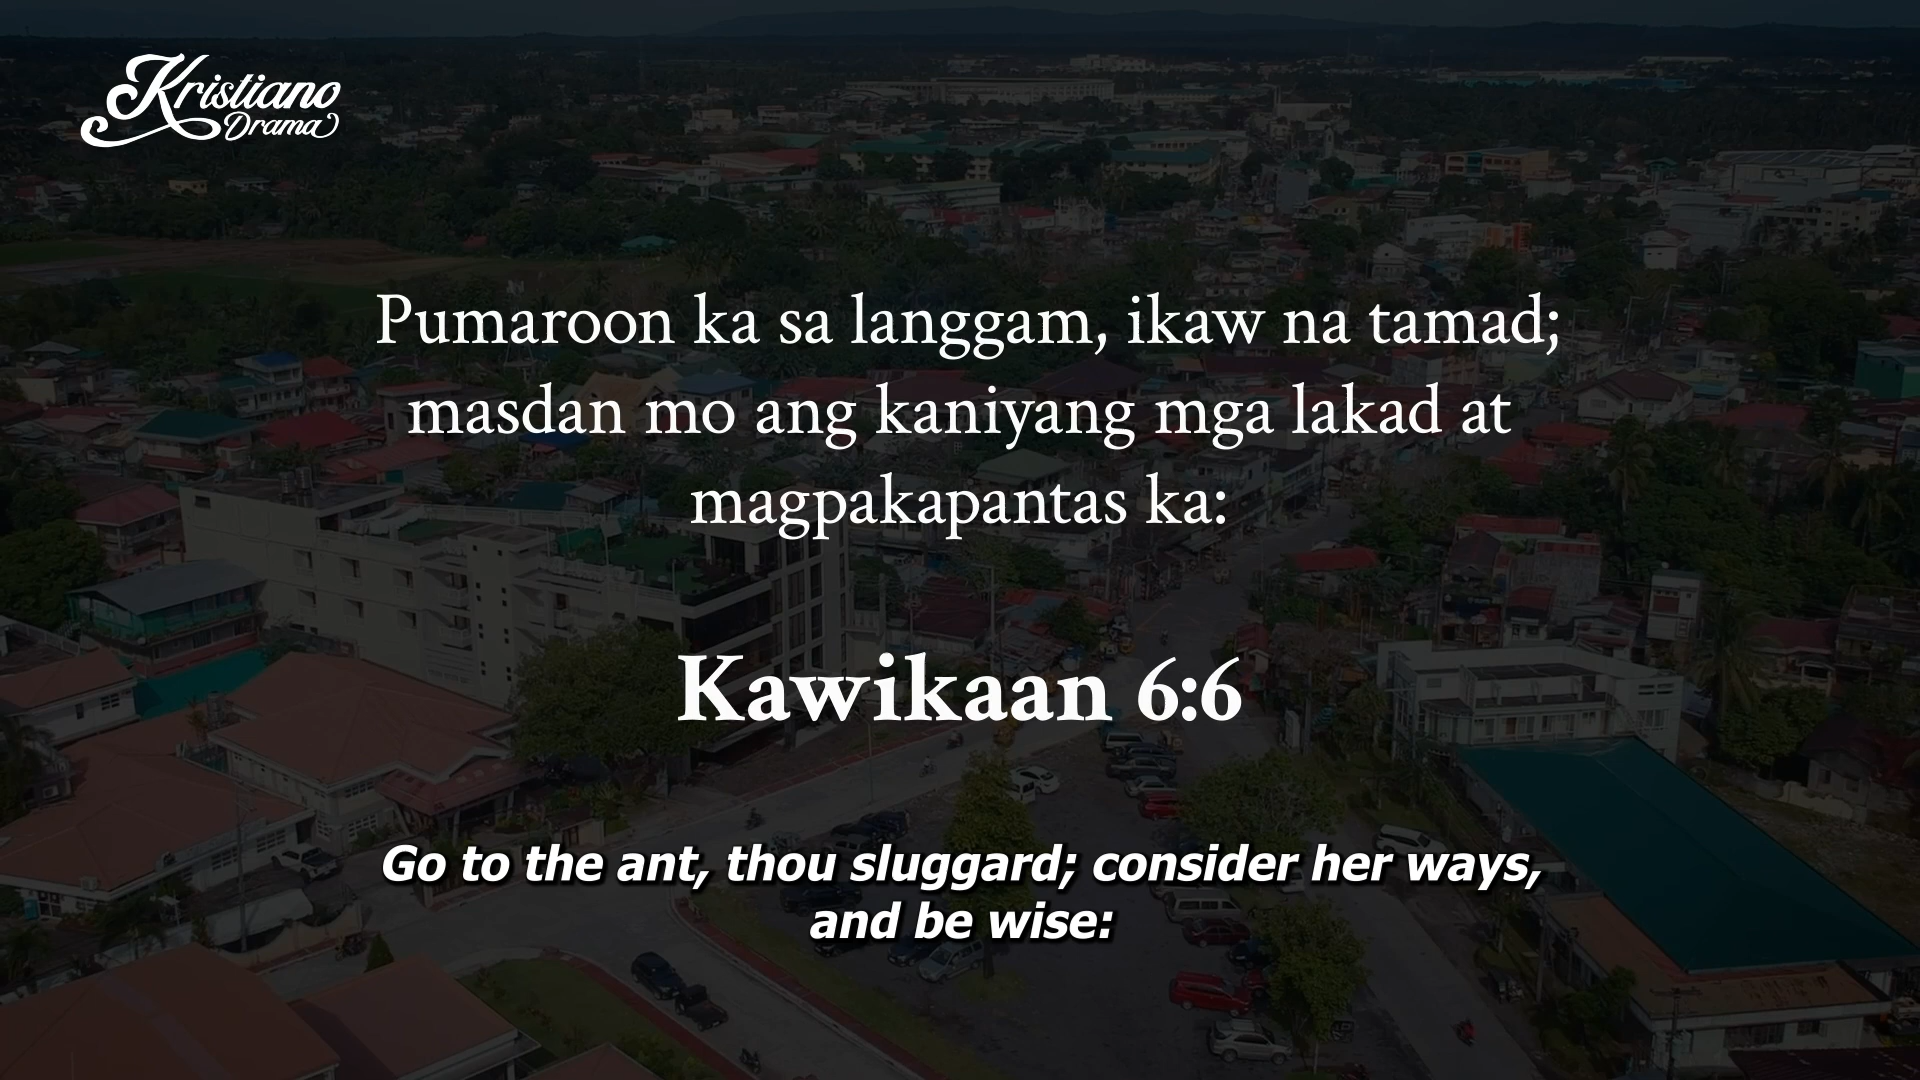 Kristiano
Drama
Pumaroon ka sa langgam, ikaw na tamad;
masdan mo ang kaniyang mga lakad at
magpakapantas ka:
Kawikaan 6:6
Go to the ant, thou sluggard; consider her ways,
and be wise: